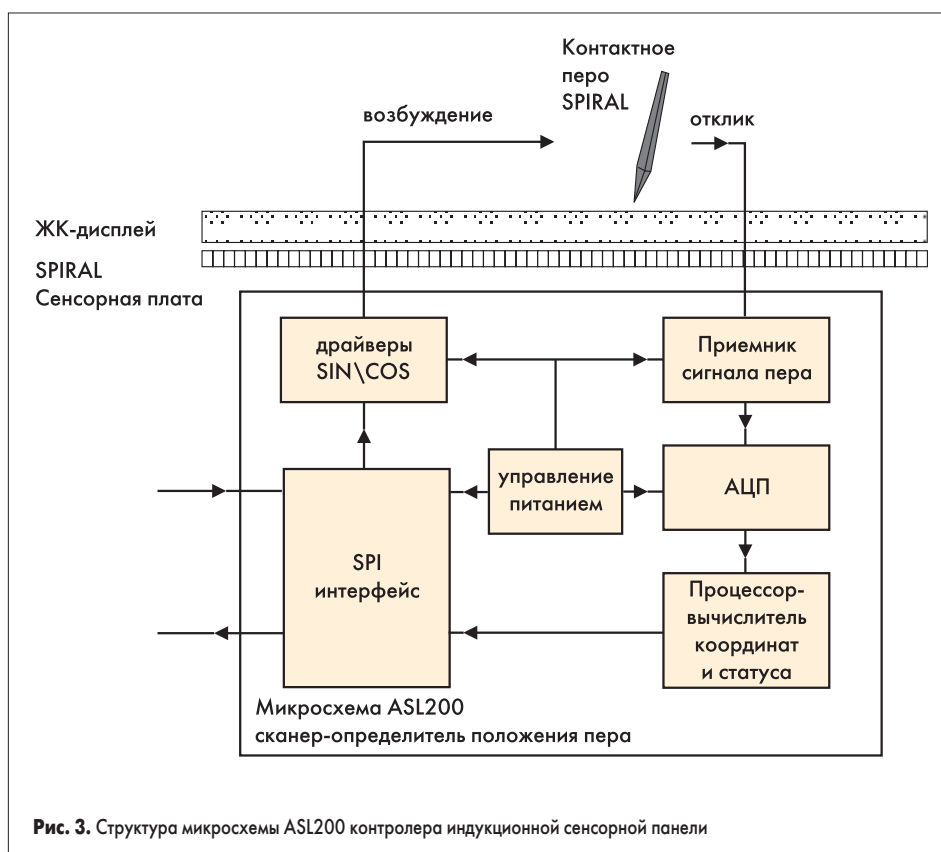 Контактное
перо
SPIRAL
возбуждение
отклик
ЖК-дисплей
SPIRAL
Сенсорная плата
драйверы
SIN\COS
Приемник
сигнала пера
управление
питанием
АЦП
SPI
интерфейс
Процессор-
вычислитель
координат
и статуса
Микросхема ASL200
сканер-определитель положения пера
Рис. 3. Структура микросхемы ASL200 контролера индукционной сенсорной панели